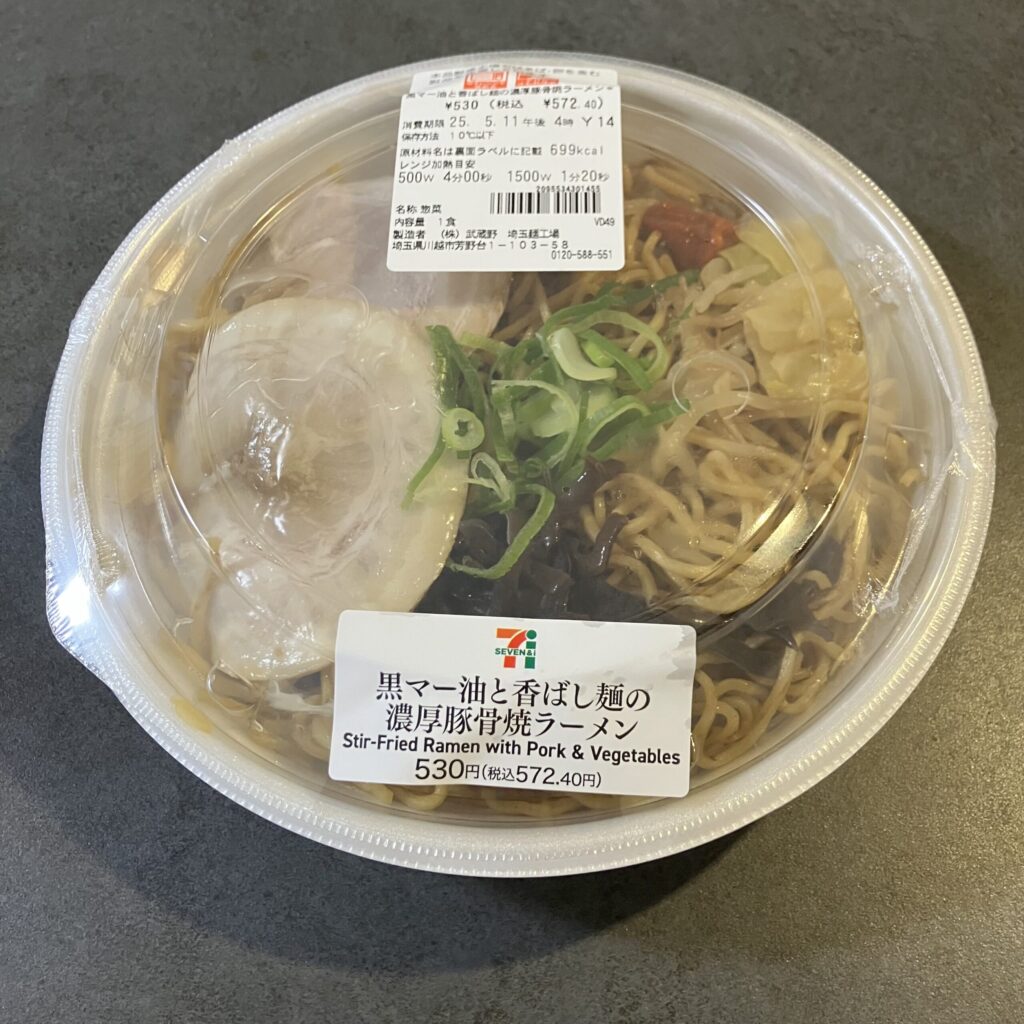 黒マー油と香ばし麺の濃厚豚骨焼ラーメン*
¥530 (税込 ¥572.40)
消費期限 25. 5. 11午後 4時 Y14
保存方法 10℃以下
原材料名は裏面ラベルに記載 699kcal
レンジ加熱目安
500W 4分00秒 1500W 1分20秒
2095534301455
名称 惣菜
内容量 1食 VD49
製造者 (株) 武蔵野 埼玉麺工場
埼玉県川越市芳野台1-103-58
0120-588-551
7i
SEVEN&i
黒マー油と香ばし麺の
濃厚豚骨焼ラーメン
Stir-Fried Ramen with Pork & Vegetables
530円(税込572.40円)